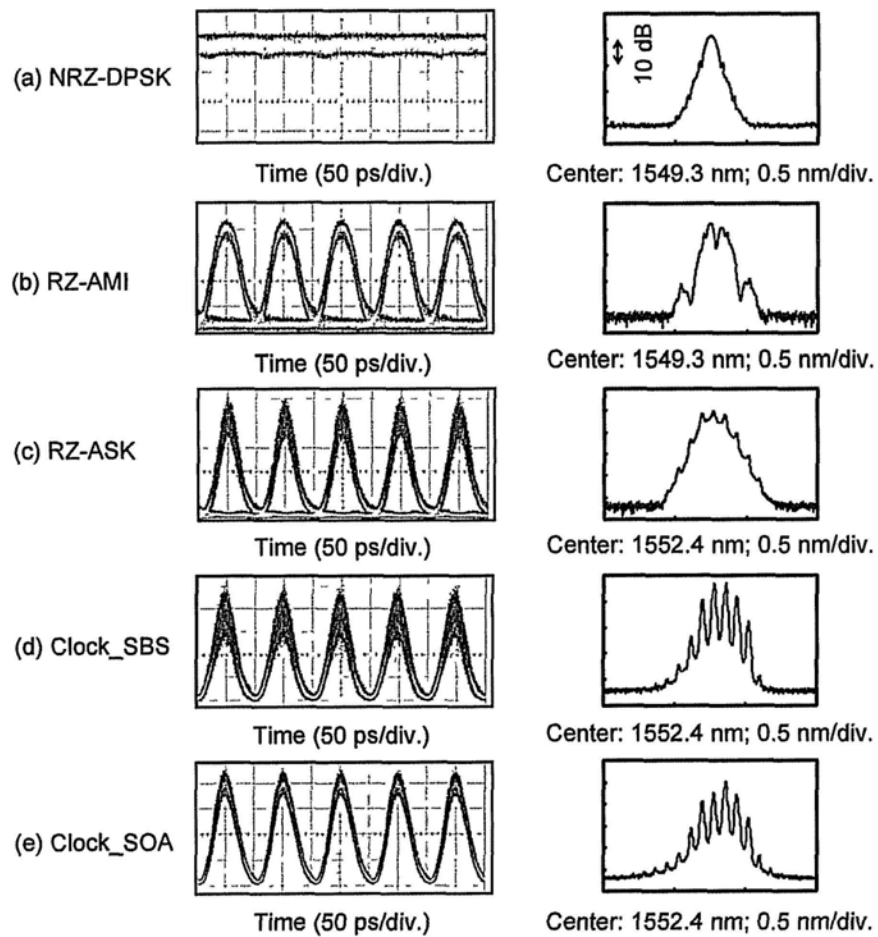 (a) NRZ-DPSK
10 dB
Time (50 ps/div.)
Center: 1549.3 nm; 0.5 nm/div.
(b) RZ-AMI
Time (50 ps/div.)
Center: 1549.3 nm; 0.5 nm/div.
(c) RZ-ASK
Time (50 ps/div.)
Center: 1552.4 nm; 0.5 nm/div.
(d) Clock_SBS
Time (50 ps/div.)
Center: 1552.4 nm; 0.5 nm/div.
(e) Clock_SOA
Time (50 ps/div.)
Center: 1552.4 nm; 0.5 nm/div.